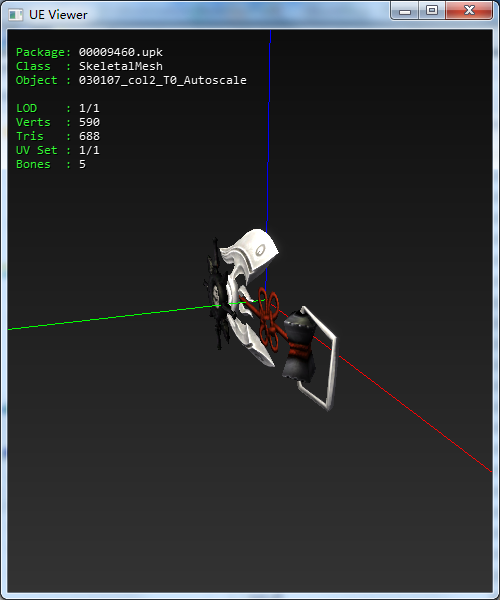 UE Viewer
Package: 00009460.upk
Class : SkeletalMesh
Object : 030107_col2_T0_Autoscale
LOD : 1/1
Verts : 590
Tris : 688
UV Set : 1/1
Bones : 5